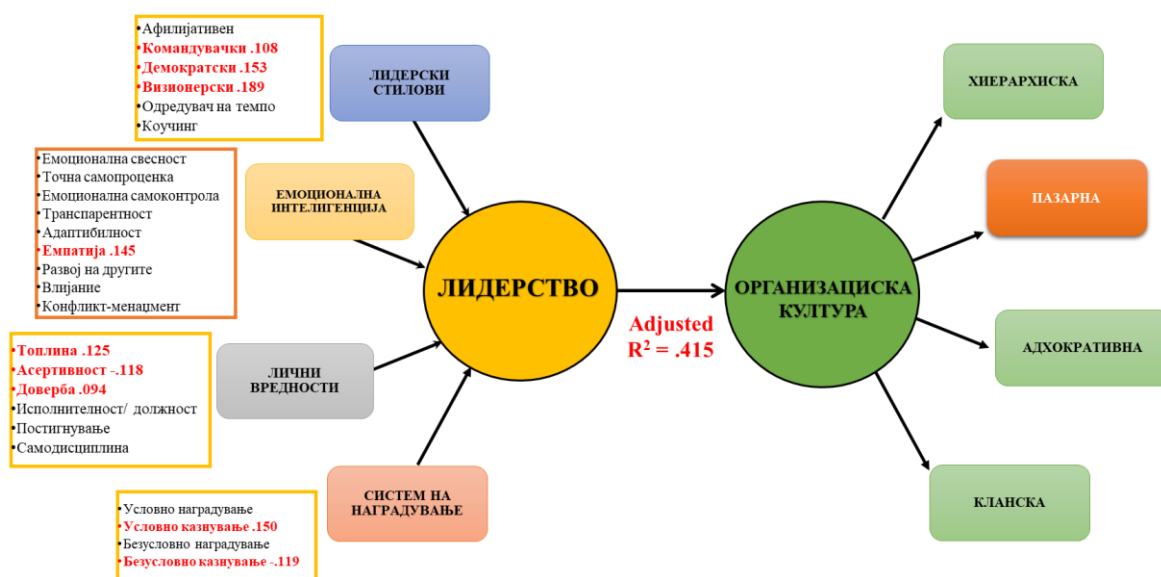 •Афилијативен
•Командувачки .108
•Демократски .153
•Визионерски .189
•Одредувач на темпо
•Коучинг
ЛИДЕРСКИ
СТИЛОВИ
•Емоционална свесност
•Точна самопроценка
•Емоционална самоконтрола
•Транспарентност
•Адаптибилност
•Емпатија .145
•Развој на другите
•Влијание
•Конфликт-менаџмент
ЕМОЦИОНАЛНА
ИНТЕЛИГЕНЦИЈА
•Топлина .125
•Асертивност -.118
•Доверба .094
•Исполнителност/ должност
•Постигнување
•Самодисциплина
ЛИЧНИ
ВРЕДНОСТИ
•Условно наградување
•Условно казнување .150
•Безусловно наградување
•Безусловно казнување -.119
СИСТЕМ НА
НАГРАДУВАЊЕ
ЛИДЕРСТВО
Adjusted
R² = .415
ОРГАНИЗАЦИСКА
КУЛТУРА
ХИЕРАРХИСКА
ПАЗАРНА
АДХОКРАТИВНА
КЛАНСКА